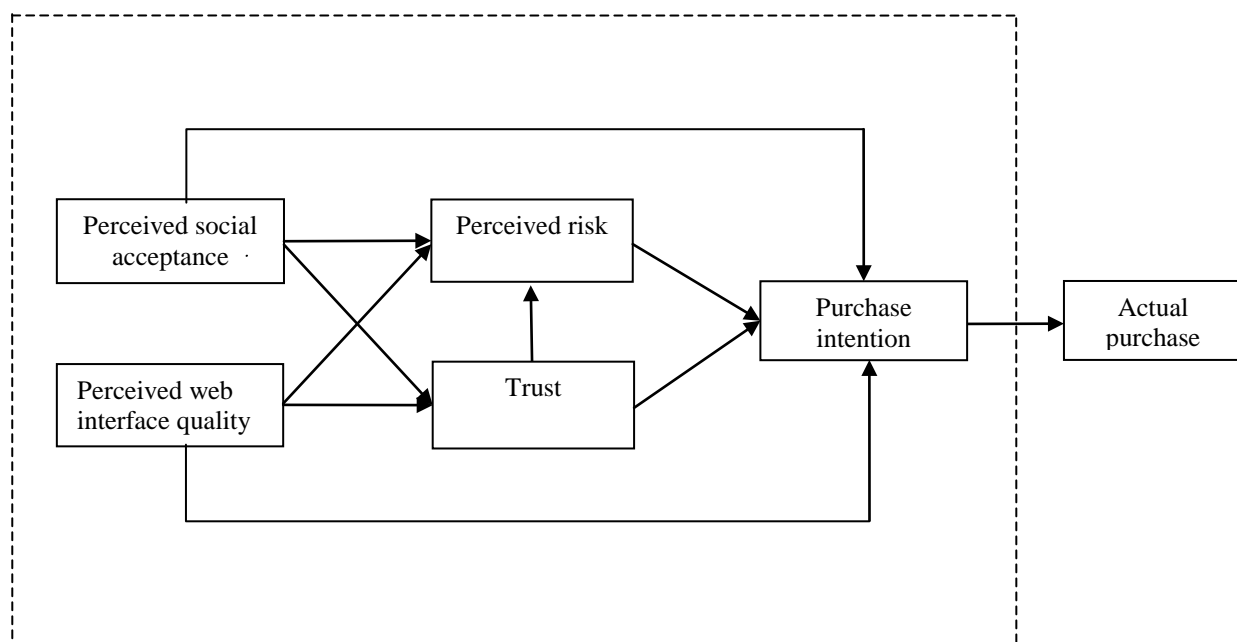 Perceived social
acceptance
Perceived risk
Purchase
intention
Actual
purchase
Perceived web
interface quality
Trust